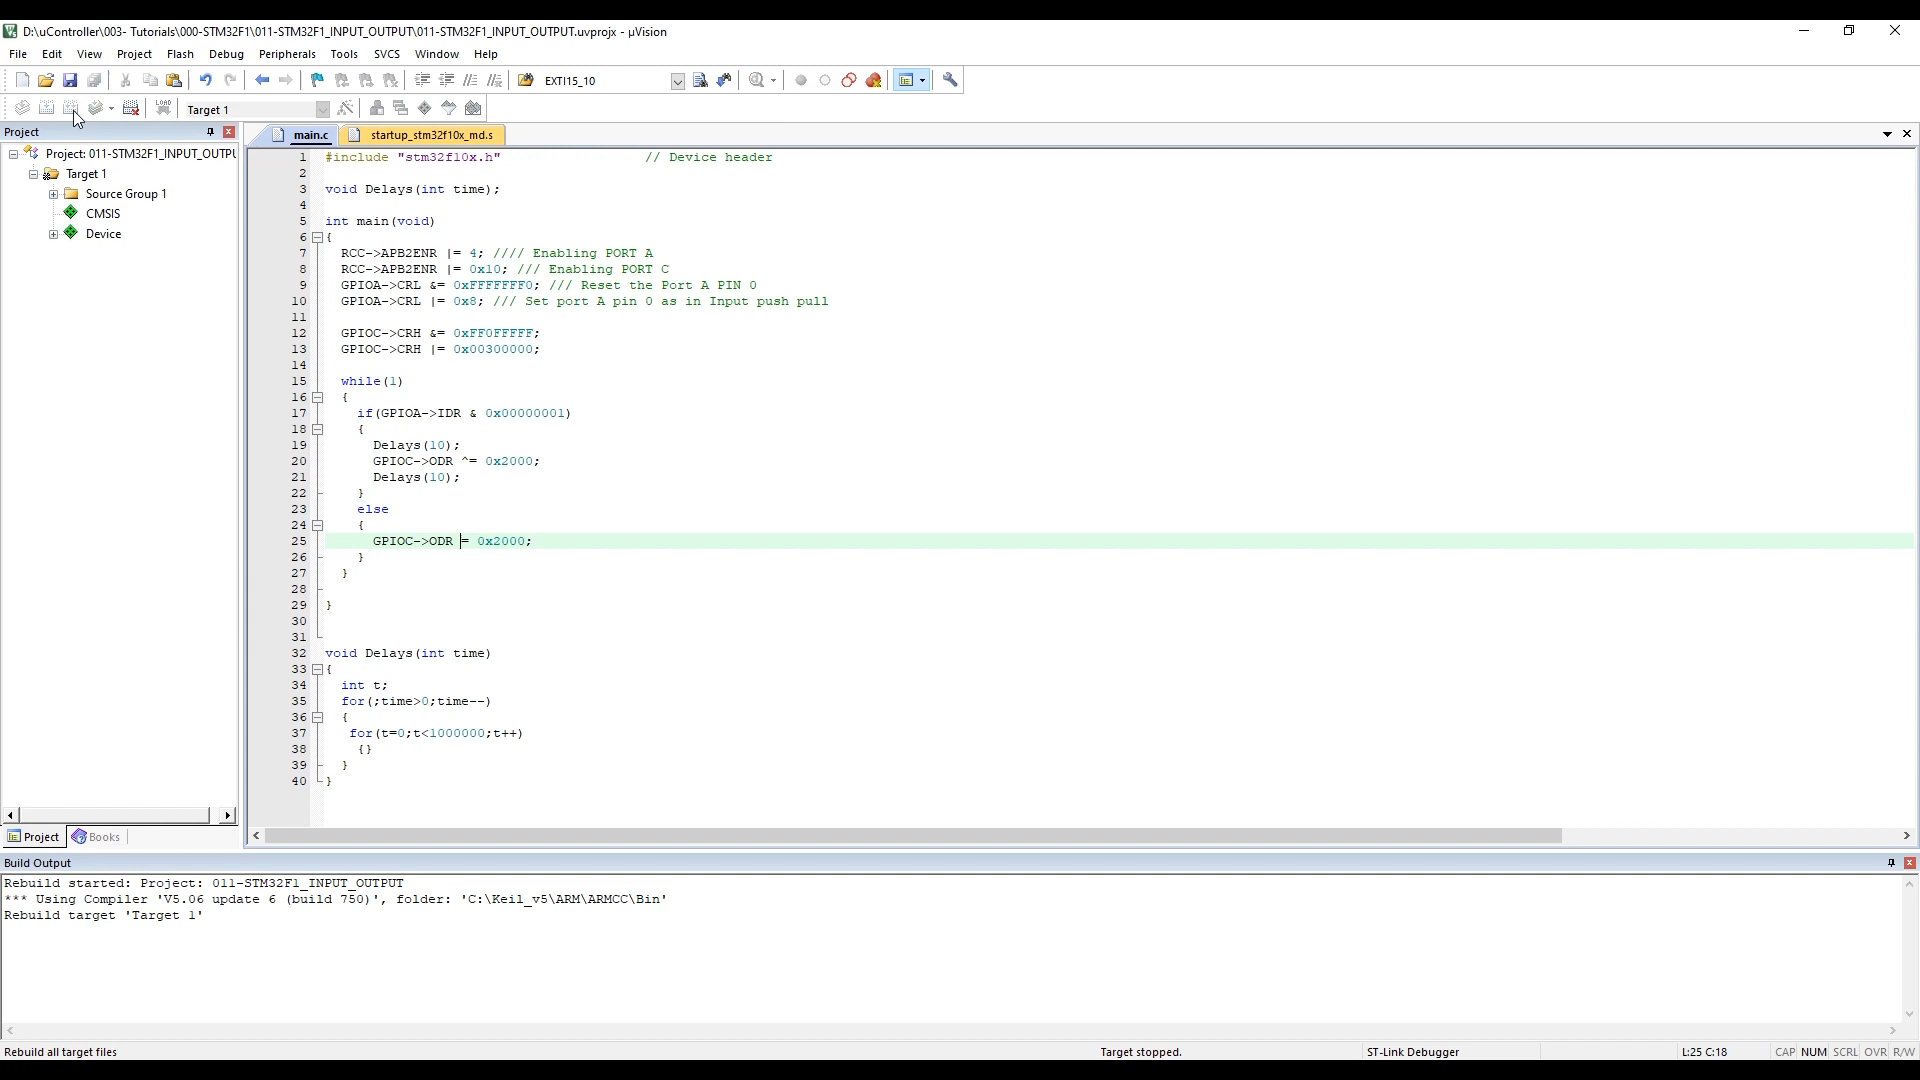 D:\uController\003- Tutorials\000-STM32F1\011-STM32F1_INPUT_OUTPUT\011-STM32F1_INPUT_OUTPUT.uvprojx - µVision
File Edit View Project Flash Debug Peripherals Tools SVCS Window Help
EXTI15_10
LOAD Target 1
Project
main.c startup_stm32f10x_md.s
Project: 011-STM32F1_INPUT_OUTPU
Target 1
Source Group 1
CMSIS
Device
1 #include "stm32f10x.h" // Device header
2
3 void Delays(int time);
4
5 int main(void)
6 {
7 RCC->APB2ENR |= 4; //// Enabling PORT A
8 RCC->APB2ENR |= 0x10; /// Enabling PORT C
9 GPIOA->CRL &= 0xFFFFFFF0; /// Reset the Port A PIN 0
10 GPIOA->CRL |= 0x8; /// Set port A pin 0 as in Input push pull
11
12 GPIOC->CRH &= 0xFF0FFFFF;
13 GPIOC->CRH |= 0x00300000;
14
15 while(1)
16 {
17 if(GPIOA->IDR & 0x00000001)
18 {
19 Delays(10);
20 GPIOC->ODR ^= 0x2000;
21 Delays(10);
22 }
23 else
24 {
25 GPIOC->ODR = 0x2000;
26 }
27 }
28
29 }
30
31
32 void Delays(int time)
33 {
34 int t;
35 for(;time>0;time--)
36 {
37 for(t=0;t<1000000;t++)
38 {}
39 }
40 }
Project Books
Build Output
Rebuild started: Project: 011-STM32F1_INPUT_OUTPUT
*** Using Compiler 'V5.06 update 6 (build 750)', folder: 'C:\Keil_v5\ARM\ARMCC\Bin'
Rebuild target 'Target 1'
Rebuild all target files Target stopped. ST-Link Debugger L:25 C:18 CAP NUM SCRL OVR R/W